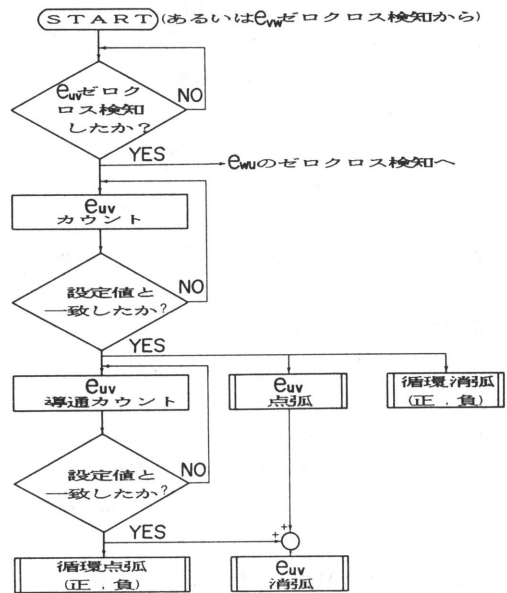 START(あるいはevwゼロクロス検知から)
euvゼロク
ロス検知
したか?
NO
YES
ewuのゼロクロス検知へ
euv
カウント
設定値と
一致したか?
NO
YES
euv
導通カウント
euv
点弧
循環消弧
(正.負)
設定値と
一致したか?
NO
YES
+
+
循環点弧
(正.負)
euv
消弧